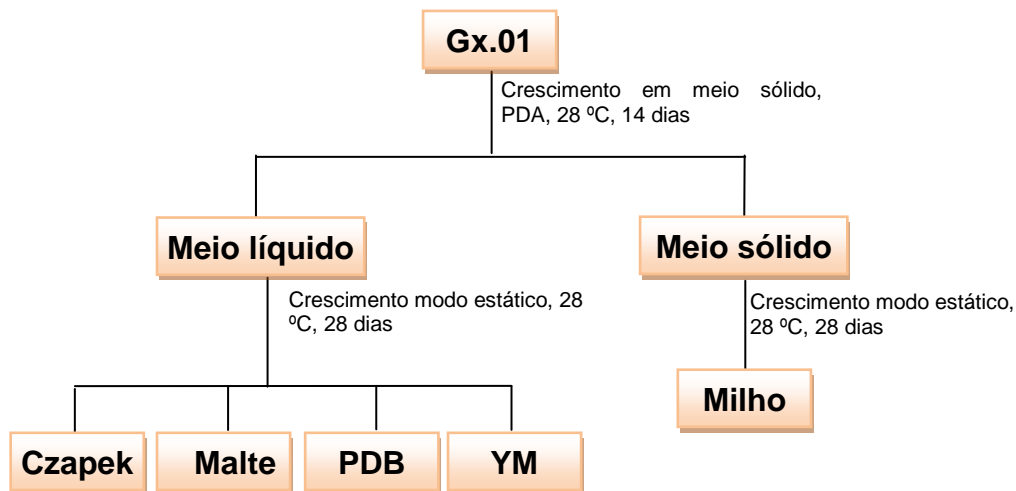 Gx.01
Crescimento em meio sólido,
PDA, 28 ºC, 14 dias
Meio líquido
Meio sólido
Crescimento modo estático, 28
ºC, 28 dias
Crescimento modo estático,
28 ºC, 28 dias
Milho
Czapek
Malte
PDB
YM